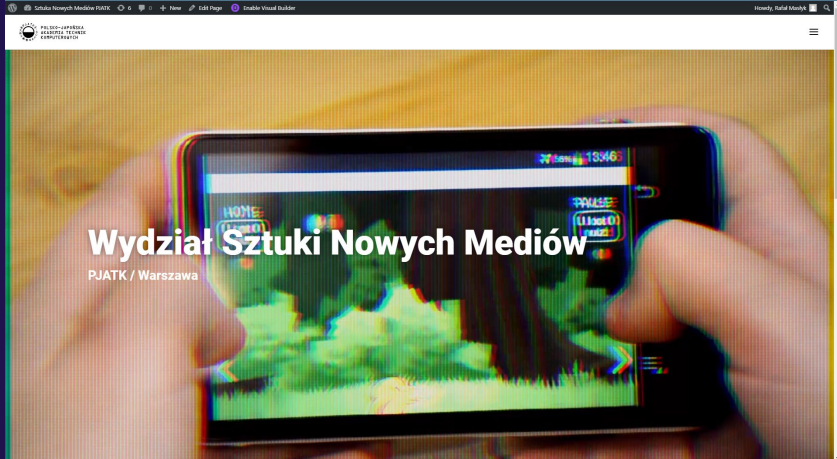 Sztuka Nowych Mediów PJATK 6 0 + New Edit Page Enable Visual Builder Howdy, Rafał Masłyk
POLSKO-JAPOŃSKA
AKADEMIA TECHNIK
KOMPUTEROWYCH
13:46
HOME
PAUSE
Wydział Sztuki Nowych Mediów
PJATK / Warszawa